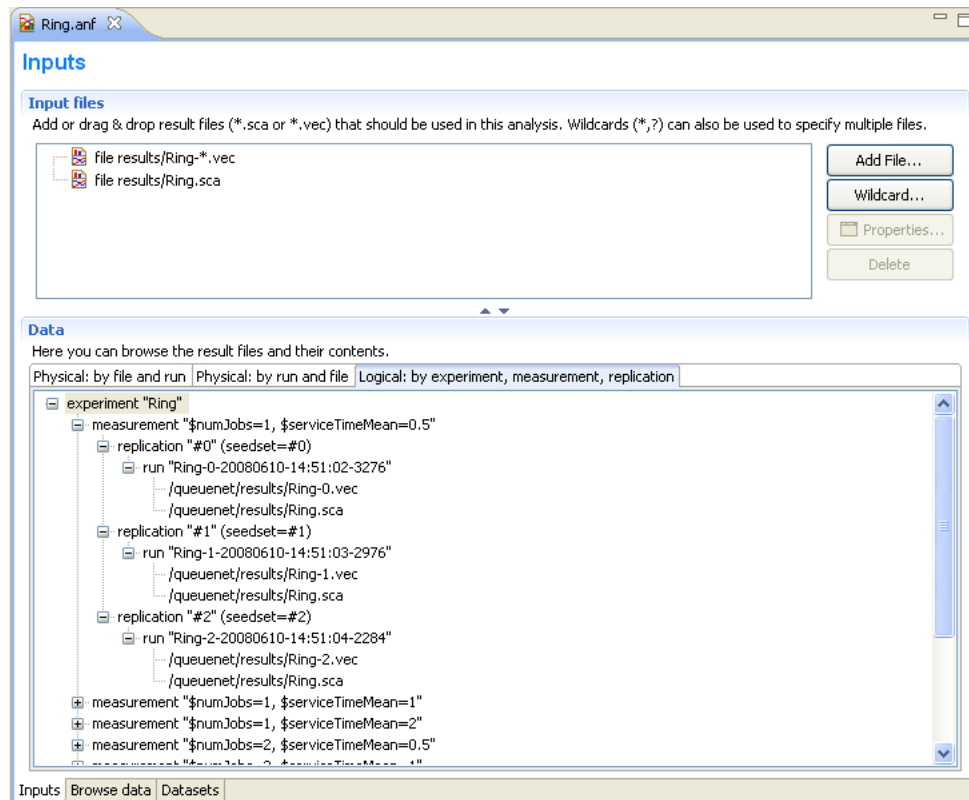 Ring.anf
Inputs
Input files
Add or drag & drop result files (*.sca or *.vec) that should be used in this analysis. Wildcards (*,?) can also be used to specify multiple files.
file results/Ring-*.vec
file results/Ring.sca
Add File...
Wildcard...
Properties...
Delete
Data
Here you can browse the result files and their contents.
Physical: by file and run Physical: by run and file Logical: by experiment, measurement, replication
experiment "Ring"
measurement "$numJobs=1, $serviceTimeMean=0.5"
replication "#0" (seedset=#0)
run "Ring-0-20080610-14:51:02-3276"
/queuenet/results/Ring-0.vec
/queuenet/results/Ring.sca
replication "#1" (seedset=#1)
run "Ring-1-20080610-14:51:03-2976"
/queuenet/results/Ring-1.vec
/queuenet/results/Ring.sca
replication "#2" (seedset=#2)
run "Ring-2-20080610-14:51:04-2284"
/queuenet/results/Ring-2.vec
/queuenet/results/Ring.sca
measurement "$numJobs=1, $serviceTimeMean=1"
measurement "$numJobs=1, $serviceTimeMean=2"
measurement "$numJobs=2, $serviceTimeMean=0.5"
Inputs Browse data Datasets